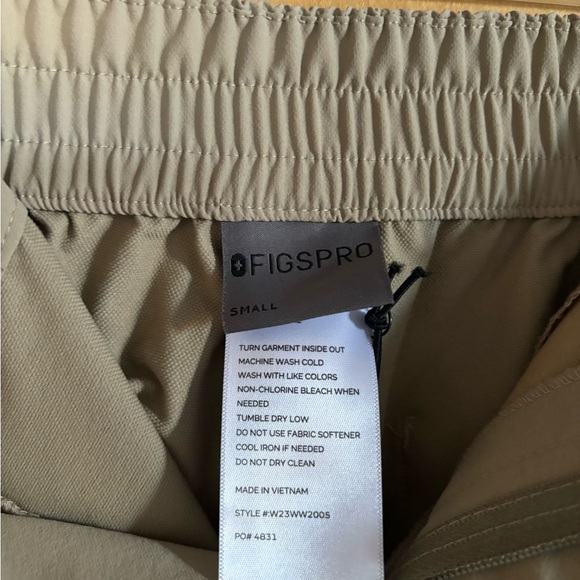 FIGSPRO
SMALL
TURN GARMENT INSIDE OUT
MACHINE WASH COLD
WASH WITH LIKE COLORS
NON-CHLORINE BLEACH WHEN
NEEDED
TUMBLE DRY LOW
DO NOT USE FABRIC SOFTENER
COOL IRON IF NEEDED
DO NOT DRY CLEAN
MADE IN VIETNAM
STYLE #:W23WW2005
PO# 4831